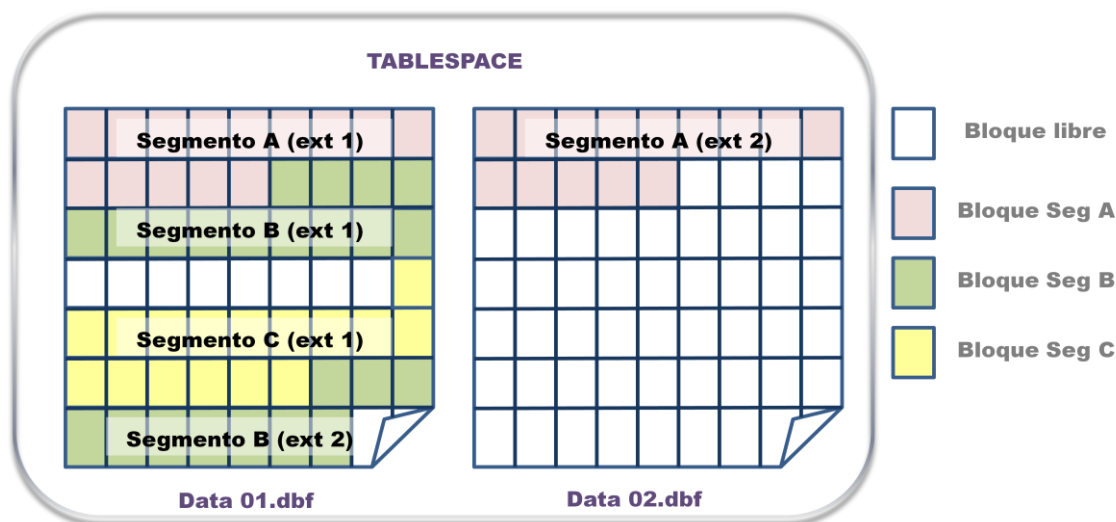 TABLESPACE
Segmento A (ext 1)
Segmento B (ext 1)
Segmento C (ext 1)
Segmento B (ext 2)
Data 01.dbf
Segmento A (ext 2)
Data 02.dbf
Bloque libre
Bloque Seg A
Bloque Seg B
Bloque Seg C